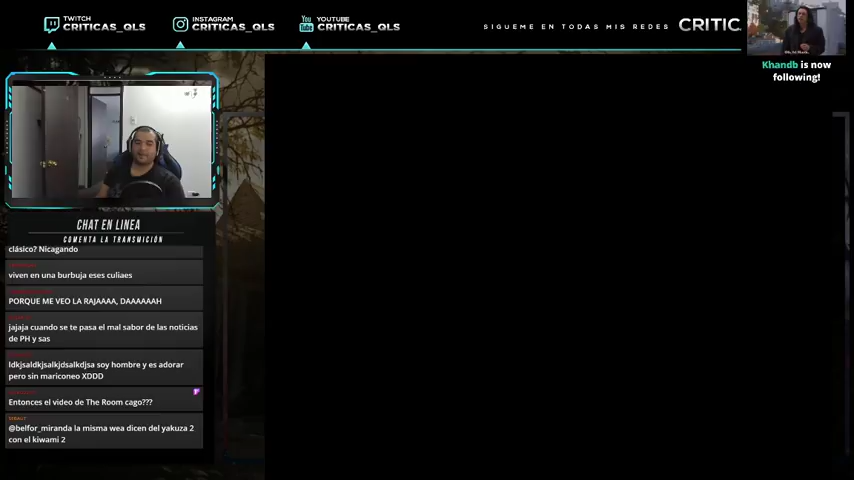 TWITCH
CRITICAS_QLS
INSTAGRAM
CRITICAS_QLS
You Tube
YOUTUBE
CRITICAS_QLS
SIGUEME EN TODAS MIS REDES
CRITIC
Khandb is now
following!
CHAT EN LINEA
COMENTA LA TRANSMICIÓN
clásico? Nicagando
viven en una burbuja eses culiaes
PORQUE ME VEO LA RAJAAAA, DAAAAAAH
jajaja cuando se te pasa el mal sabor de las noticias
de PH y sas
ldkjsaldkjsalkjdsalkdjsa soy hombre y es adorar
pero sin mariconeo XDDD
Entonces el video de The Room cago???
@belfor_miranda la misma wea dicen del yakuza 2
con el kiwami 2